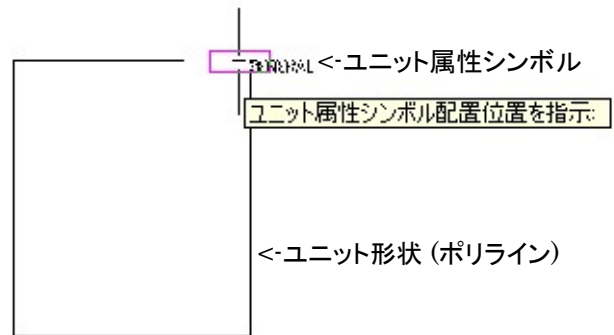 <-ユニット属性シンボル
ユニット属性シンボル配置位置を指示:
<-ユニット形状 (ポリライン)